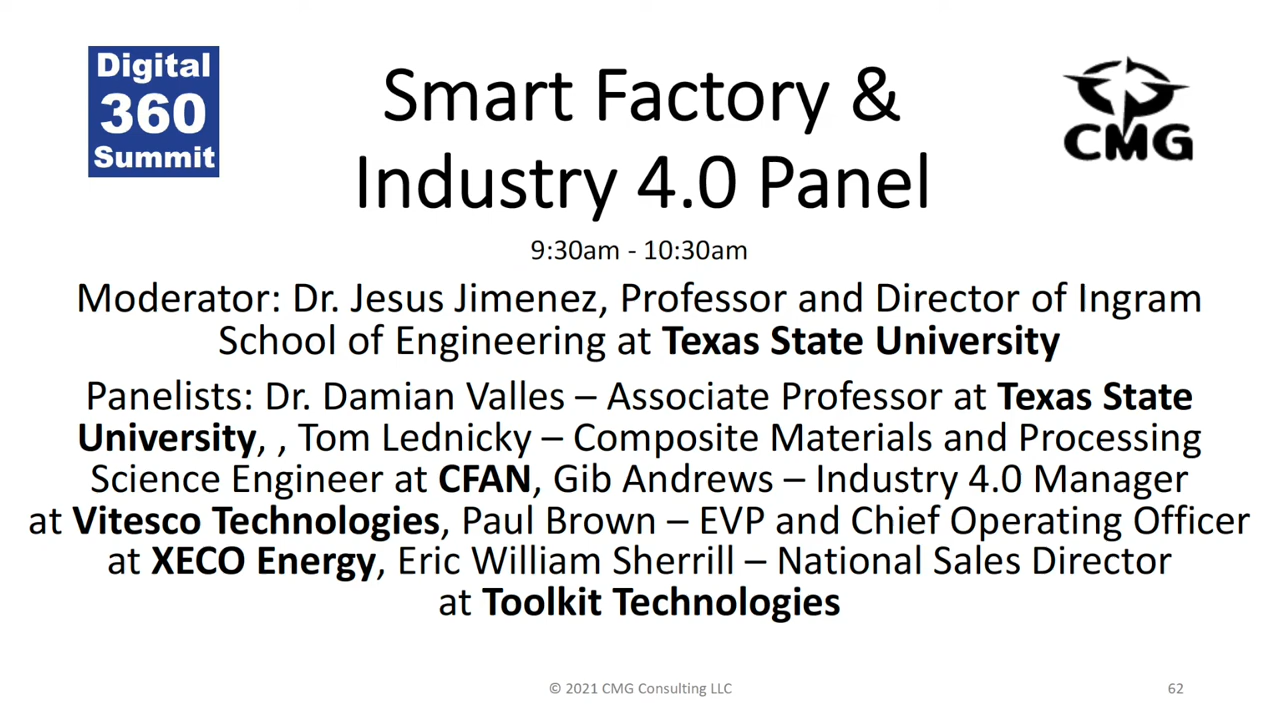 Digital
360
Summit
Smart Factory &
Industry 4.0 Panel
CMG
9:30am - 10:30am
Moderator: Dr. Jesus Jimenez, Professor and Director of Ingram
School of Engineering at Texas State University
Panelists: Dr. Damian Valles – Associate Professor at Texas State
University, , Tom Lednicky – Composite Materials and Processing
Science Engineer at CFAN, Gib Andrews – Industry 4.0 Manager
at Vitesco Technologies, Paul Brown – EVP and Chief Operating Officer
at XECO Energy, Eric William Sherrill – National Sales Director
at Toolkit Technologies
© 2021 CMG Consulting LLC
62